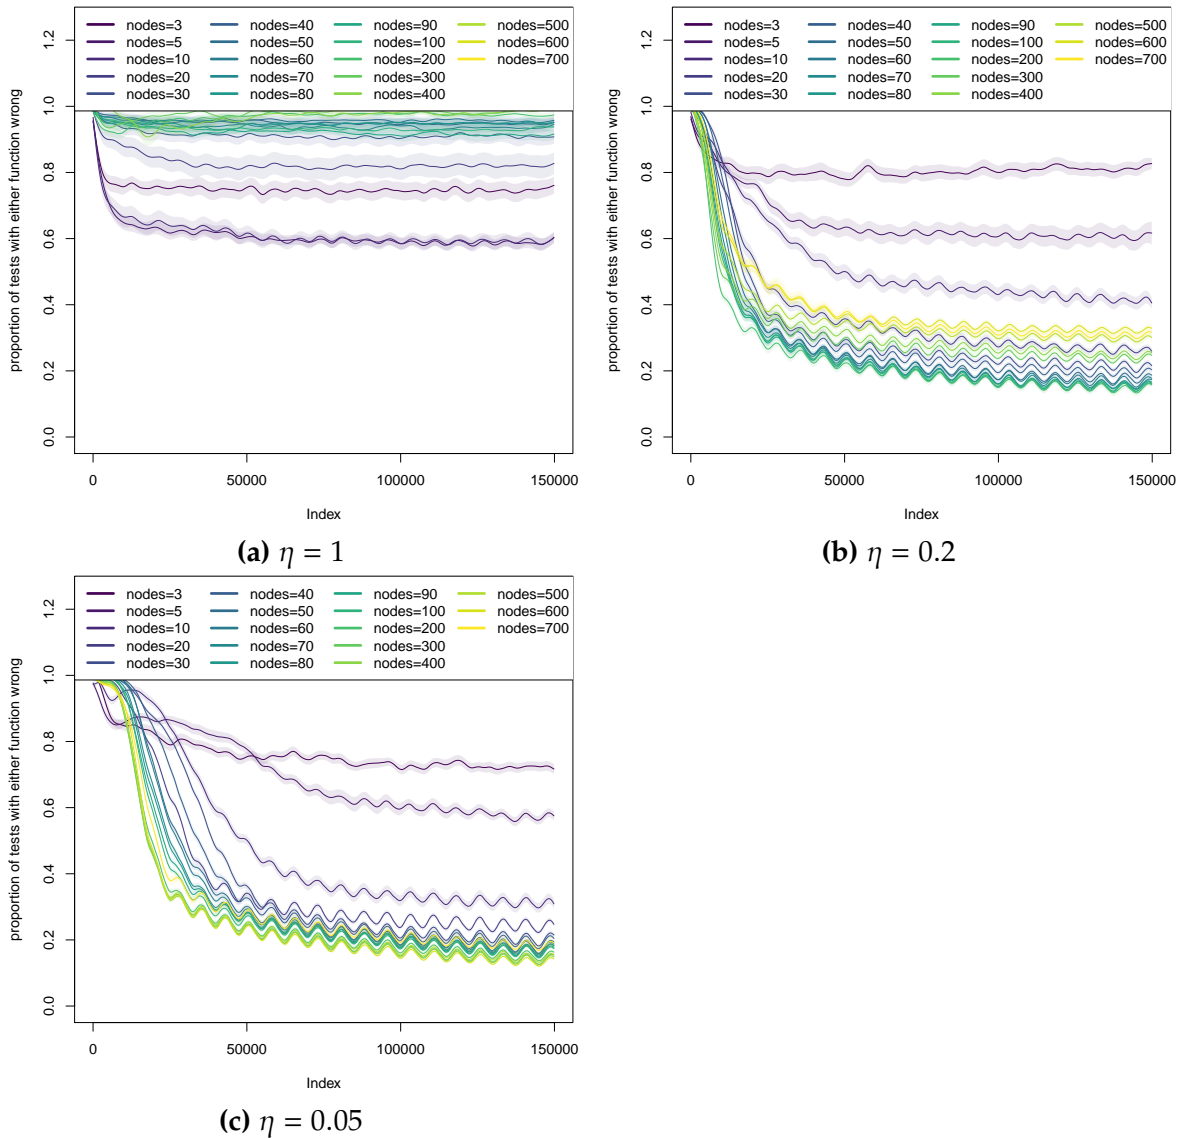 proportion of tests with either function wrong
1.2
1.0
0.8
0.6
0.4
0.2
0.0
nodes=3 nodes=40 nodes=90 nodes=500
nodes=5 nodes=50 nodes=100 nodes=600
nodes=10 nodes=60 nodes=200 nodes=700
nodes=20 nodes=70 nodes=300
nodes=30 nodes=80 nodes=400
0 50000 100000 150000
Index
(a) η = 1
proportion of tests with either function wrong
1.2
1.0
0.8
0.6
0.4
0.2
0.0
nodes=3 nodes=40 nodes=90 nodes=500
nodes=5 nodes=50 nodes=100 nodes=600
nodes=10 nodes=60 nodes=200 nodes=700
nodes=20 nodes=70 nodes=300
nodes=30 nodes=80 nodes=400
0 50000 100000 150000
Index
(b) η = 0.2
proportion of tests with either function wrong
1.2
1.0
0.8
0.6
0.4
0.2
0.0
nodes=3 nodes=40 nodes=90 nodes=500
nodes=5 nodes=50 nodes=100 nodes=600
nodes=10 nodes=60 nodes=200 nodes=700
nodes=20 nodes=70 nodes=300
nodes=30 nodes=80 nodes=400
0 50000 100000 150000
Index
(c) η = 0.05